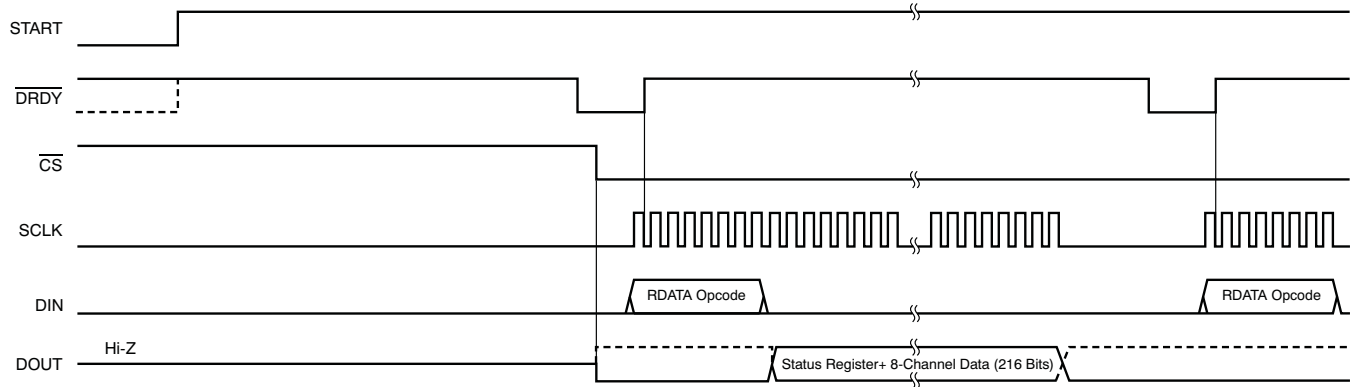 START
DRDY
CS
SCLK
DIN
RDATA Opcode
RDATA Opcode
Hi-Z
DOUT
Status Register+ 8-Channel Data (216 Bits)